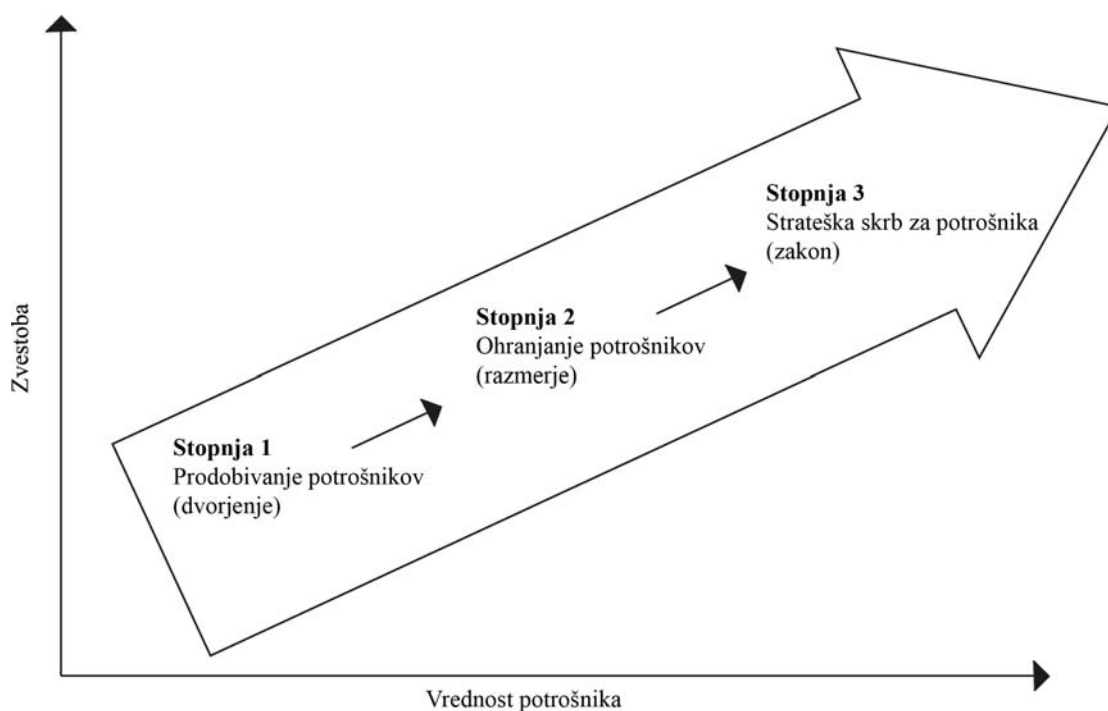 Zvestoba
Stopnja 1
Prodobivanje potrošnikov
(dvorjenje)
Stopnja 2
Ohranjanje potrošnikov
(razmerje)
Stopnja 3
Strateška skrb za potrošnika
(zakon)
Vrednost potrošnika